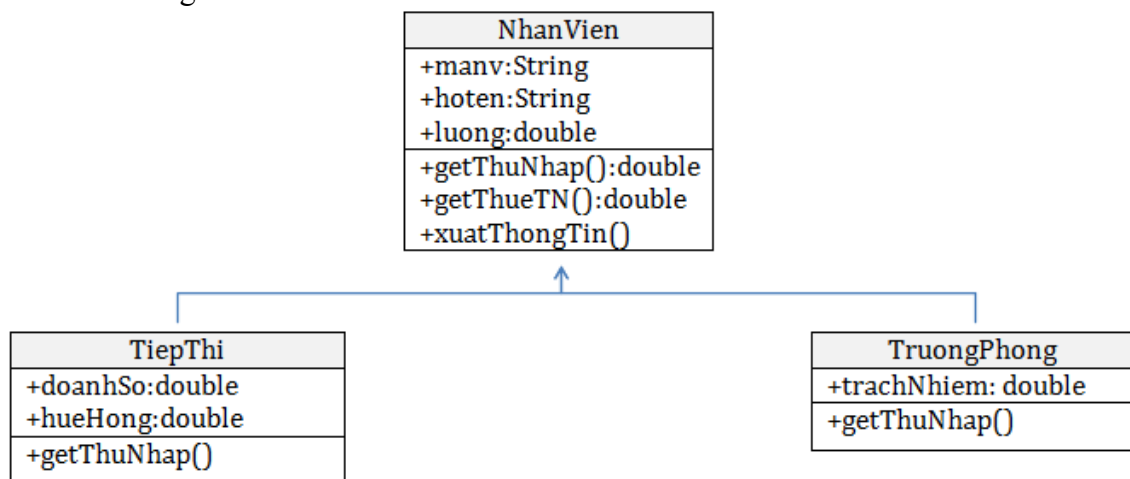 NhanVien
+manv:String
+hoten:String
+luong:double
+getThuNhap():double
+getThueTN():double
+xuatThongTin()
TiepThi
+doanhSo:double
+hueHong:double
+getThuNhap()
TruongPhong
+trachNhiem: double
+getThuNhap()